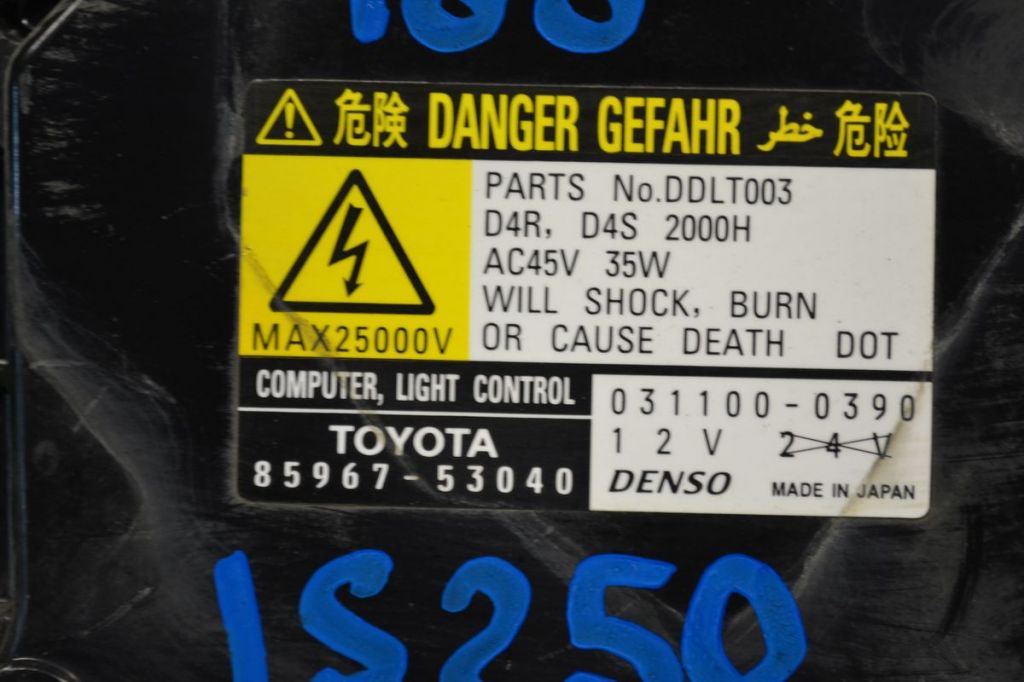 危険 DANGER GEFAHR خطر 危险
PARTS No.DDLT003
D4R, D4S 2000H
AC45V 35W
WILL SHOCK, BURN
OR CAUSE DEATH DOT
MAX25000V
COMPUTER, LIGHT CONTROL
TOYOTA
85967-53040
031100-0390
12V 24V
DENSO MADE IN JAPAN
IS250